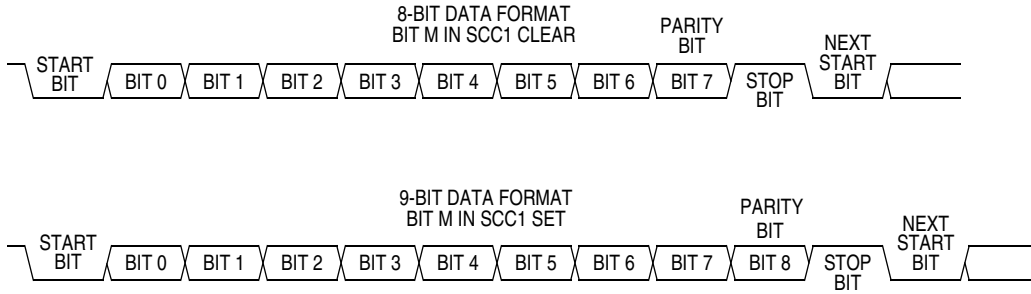 8-BIT DATA FORMAT
BIT M IN SCC1 CLEAR
PARITY
BIT
START
BIT
BIT 0
BIT 1
BIT 2
BIT 3
BIT 4
BIT 5
BIT 6
BIT 7
STOP
BIT
NEXT
START
BIT
9-BIT DATA FORMAT
BIT M IN SCC1 SET
PARITY
BIT
START
BIT
BIT 0
BIT 1
BIT 2
BIT 3
BIT 4
BIT 5
BIT 6
BIT 7
BIT 8
STOP
BIT
NEXT
START
BIT